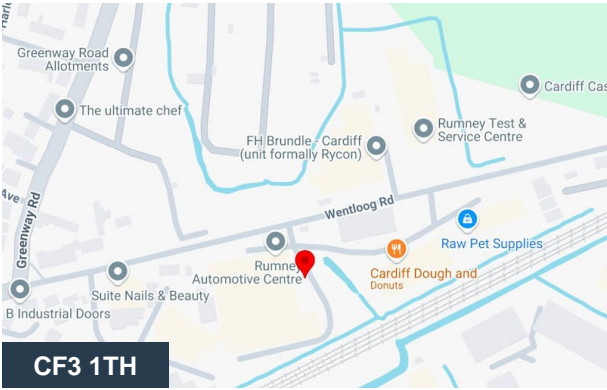 Greenway Road
Allotments
Cardiff Cas
The ultimate chef
Rumney Test &
Service Centre
FH Brundle - Cardiff
(unit formally Rycon)
Ave
Greenway Rd
Wentloog Rd
Raw Pet Supplies
Rumney
Automotive Centre
Cardiff Dough and
Donuts
Suite Nails & Beauty
B Industrial Doors
CF3 1TH